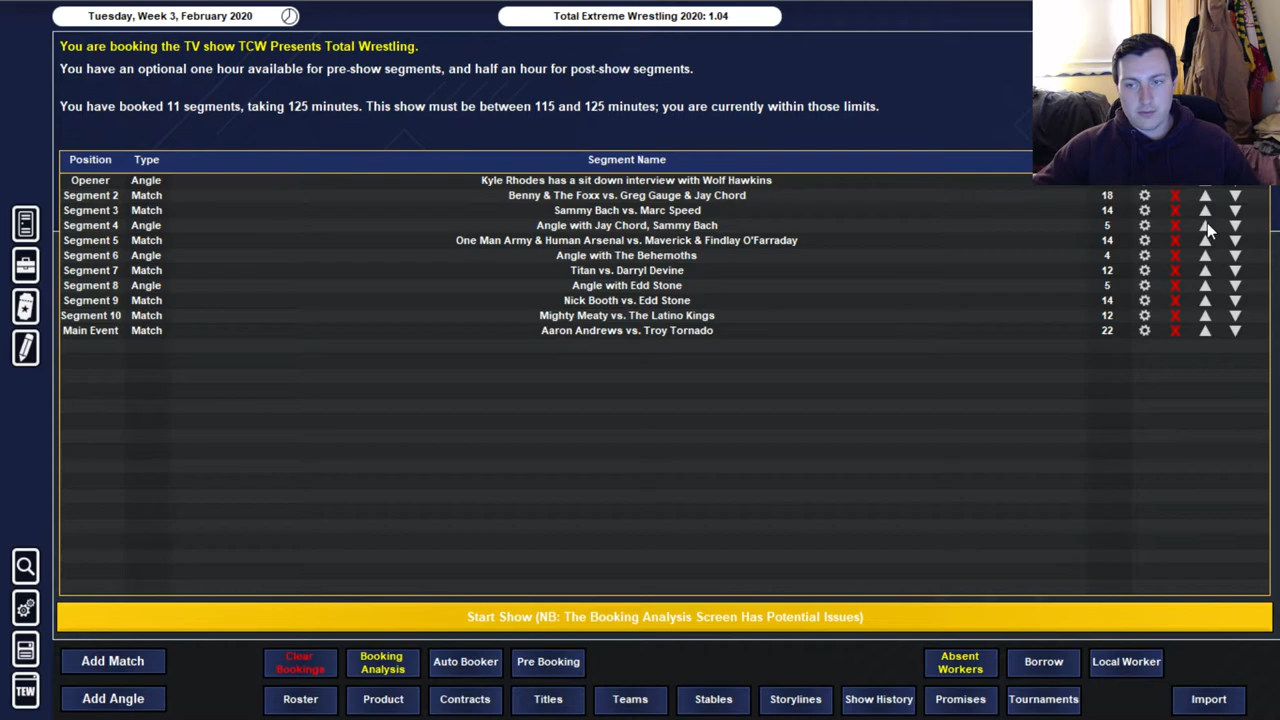 Tuesday, Week 3, February 2020
Total Extreme Wrestling 2020: 1.04
You are booking the TV show TCW Presents Total Wrestling.
You have an optional one hour available for pre-show segments, and half an hour for post-show segments.
You have booked 11 segments, taking 125 minutes. This show must be between 115 and 125 minutes; you are currently within those limits.
Position Type Segment Name
Opener Angle Kyle Rhodes has a sit down interview with Wolf Hawkins
Segment 2 Match Benny & The Foxx vs. Greg Gauge & Jay Chord 18 X
Segment 3 Match Sammy Bach vs. Marc Speed 14 X
Segment 4 Angle Angle with Jay Chord, Sammy Bach 5 X
Segment 5 Match One Man Army & Human Arsenal vs. Maverick & Findlay O'Farraday 14 X
Segment 6 Angle Angle with The Behemoths 4 X
Segment 7 Match Titan vs. Darryl Devine 12 X
Segment 8 Angle Angle with Edd Stone 5 X
Segment 9 Match Nick Booth vs. Edd Stone 14 X
Segment 10 Match Mighty Meaty vs. The Latino Kings 12 X
Main Event Match Aaron Andrews vs. Troy Tornado 22 X
Start Show (NB: The Booking Analysis Screen Has Potential Issues)
Add Match
Clear Bookings
Booking Analysis
Auto Booker
Pre Booking
Absent Workers
Borrow
Local Worker
TEW
Add Angle
Roster
Product
Contracts
Titles
Teams
Stables
Storylines
Show History
Promises
Tournaments
Import